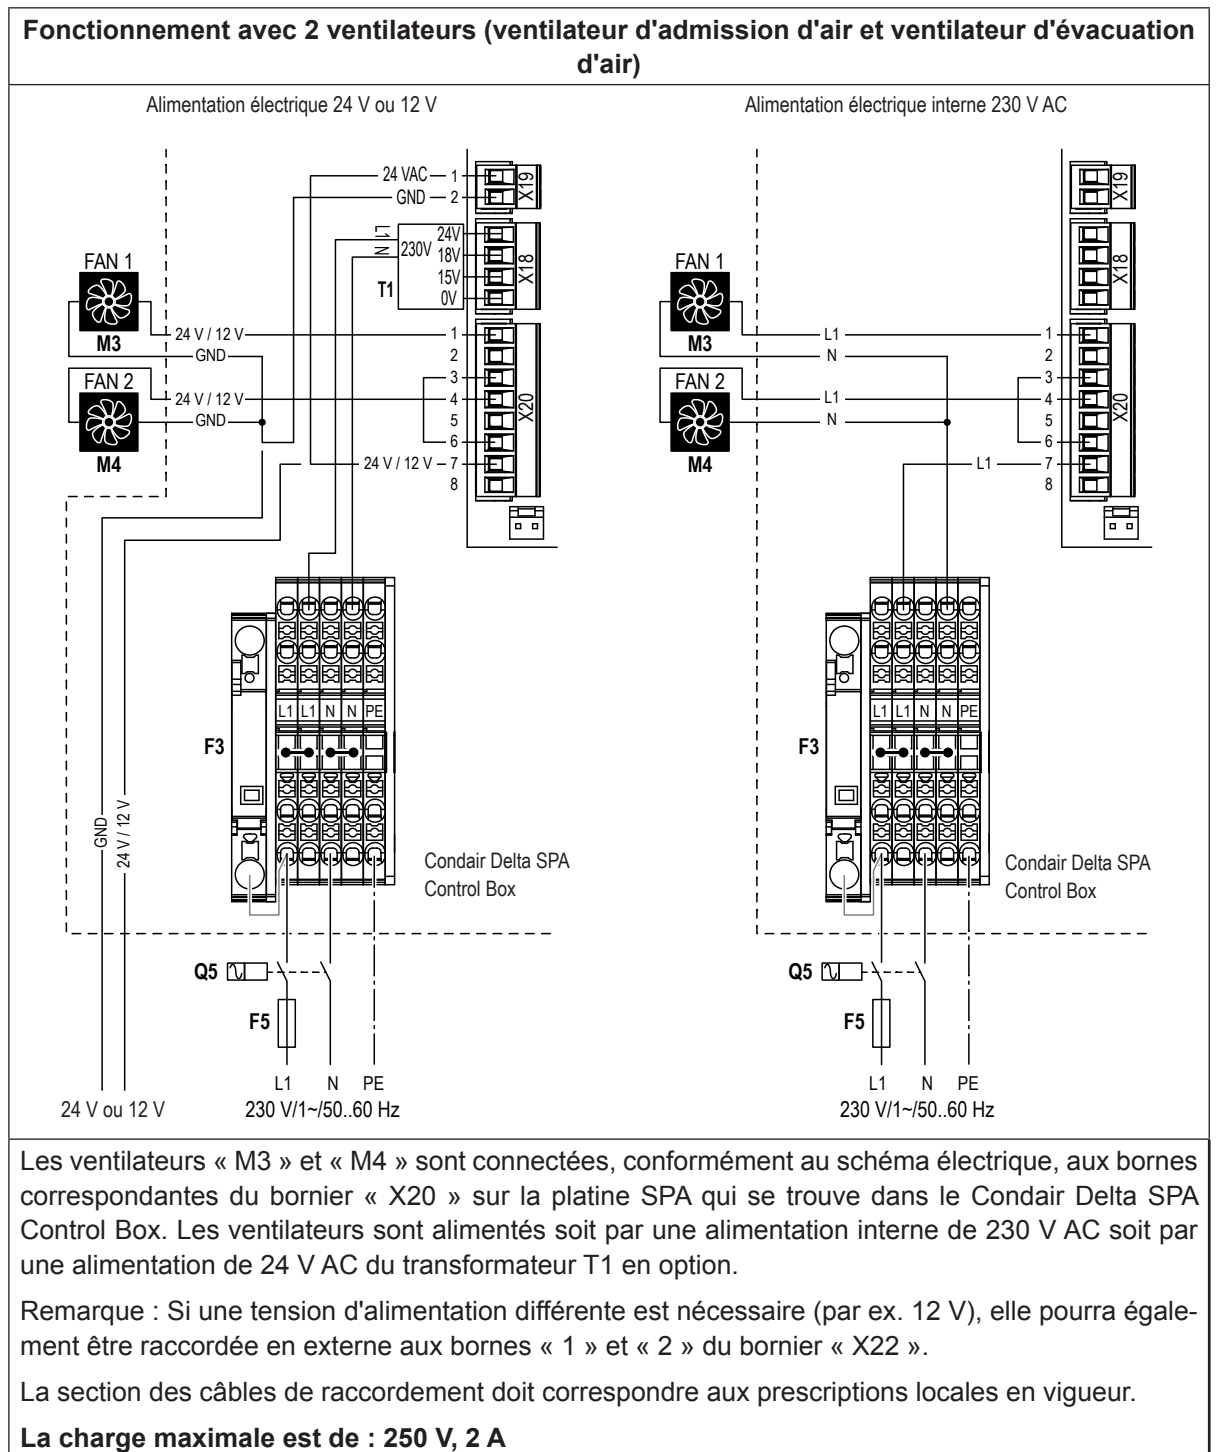 Fonctionnement avec 2 ventilateurs (ventilateur d'admission d'air et ventilateur d'évacuation
d'air)
Alimentation électrique 24 V ou 12 V
24 VAC
1
GND
2
X19
L1
N
230V
24V
18V
15V
0V
X18
T1
FAN 1
M3
24 V / 12 V
GND
FAN 2
M4
24 V / 12 V
GND
24 V / 12 V
1
2
3
4
5
6
7
8
X20
F3
L1 L1 N N PE
GND
24 V / 12 V
Condair Delta SPA
Control Box
Q5
F5
L1 N PE
24 V ou 12 V
230 V/1~/50..60 Hz
Alimentation électrique interne 230 V AC
X19
X18
FAN 1
M3
L1
N
FAN 2
M4
L1
N
L1
1
2
3
4
5
6
7
8
X20
F3
L1 L1 N N PE
Condair Delta SPA
Control Box
Q5
F5
L1 N PE
230 V/1~/50..60 Hz
Les ventilateurs « M3 » et « M4 » sont connectées, conformément au schéma électrique, aux bornes
correspondantes du bornier « X20 » sur la platine SPA qui se trouve dans le Condair Delta SPA
Control Box. Les ventilateurs sont alimentés soit par une alimentation interne de 230 V AC soit par
une alimentation de 24 V AC du transformateur T1 en option.
Remarque : Si une tension d'alimentation différente est nécessaire (par ex. 12 V), elle pourra égale-
ment être raccordée en externe aux bornes « 1 » et « 2 » du bornier « X22 ».
La section des câbles de raccordement doit correspondre aux prescriptions locales en vigueur.
La charge maximale est de : 250 V, 2 A